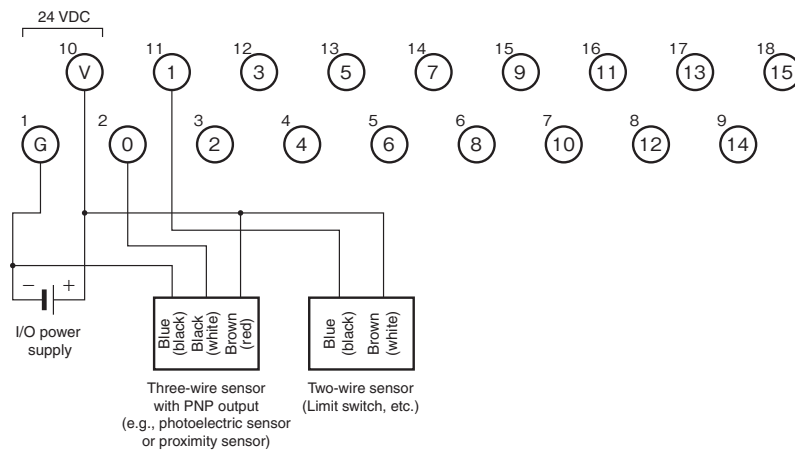 24 VDC
10 V
11 1
12 3
13 5
14 7
15 9
16 11
17 13
18 15
1 G
2 0
3 2
4 4
5 6
6 8
7 10
8 12
9 14
− +
I/O power
supply
Blue
(black)
Black
(white)
Brown
(red)
Blue
(black)
Brown
(white)
Three-wire sensor
with PNP output
(e.g., photoelectric sensor
or proximity sensor)
Two-wire sensor
(Limit switch, etc.)